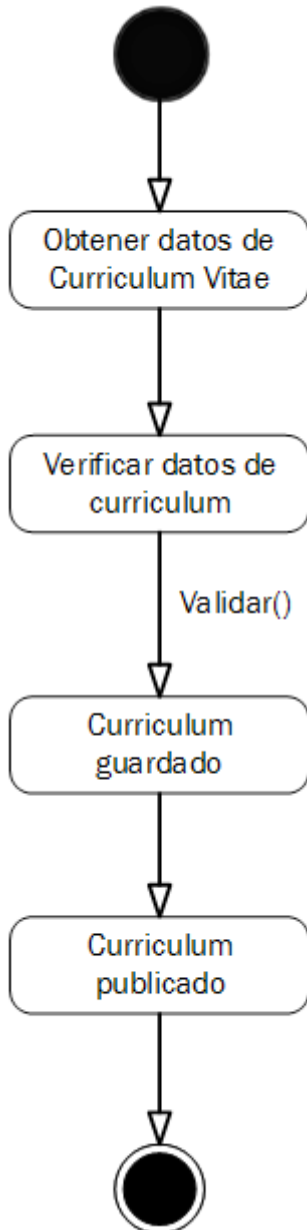 Obtener datos de
Curriculum Vitae
Verificar datos de
curriculum
Validar()
Curriculum
guardado
Curriculum
publicado